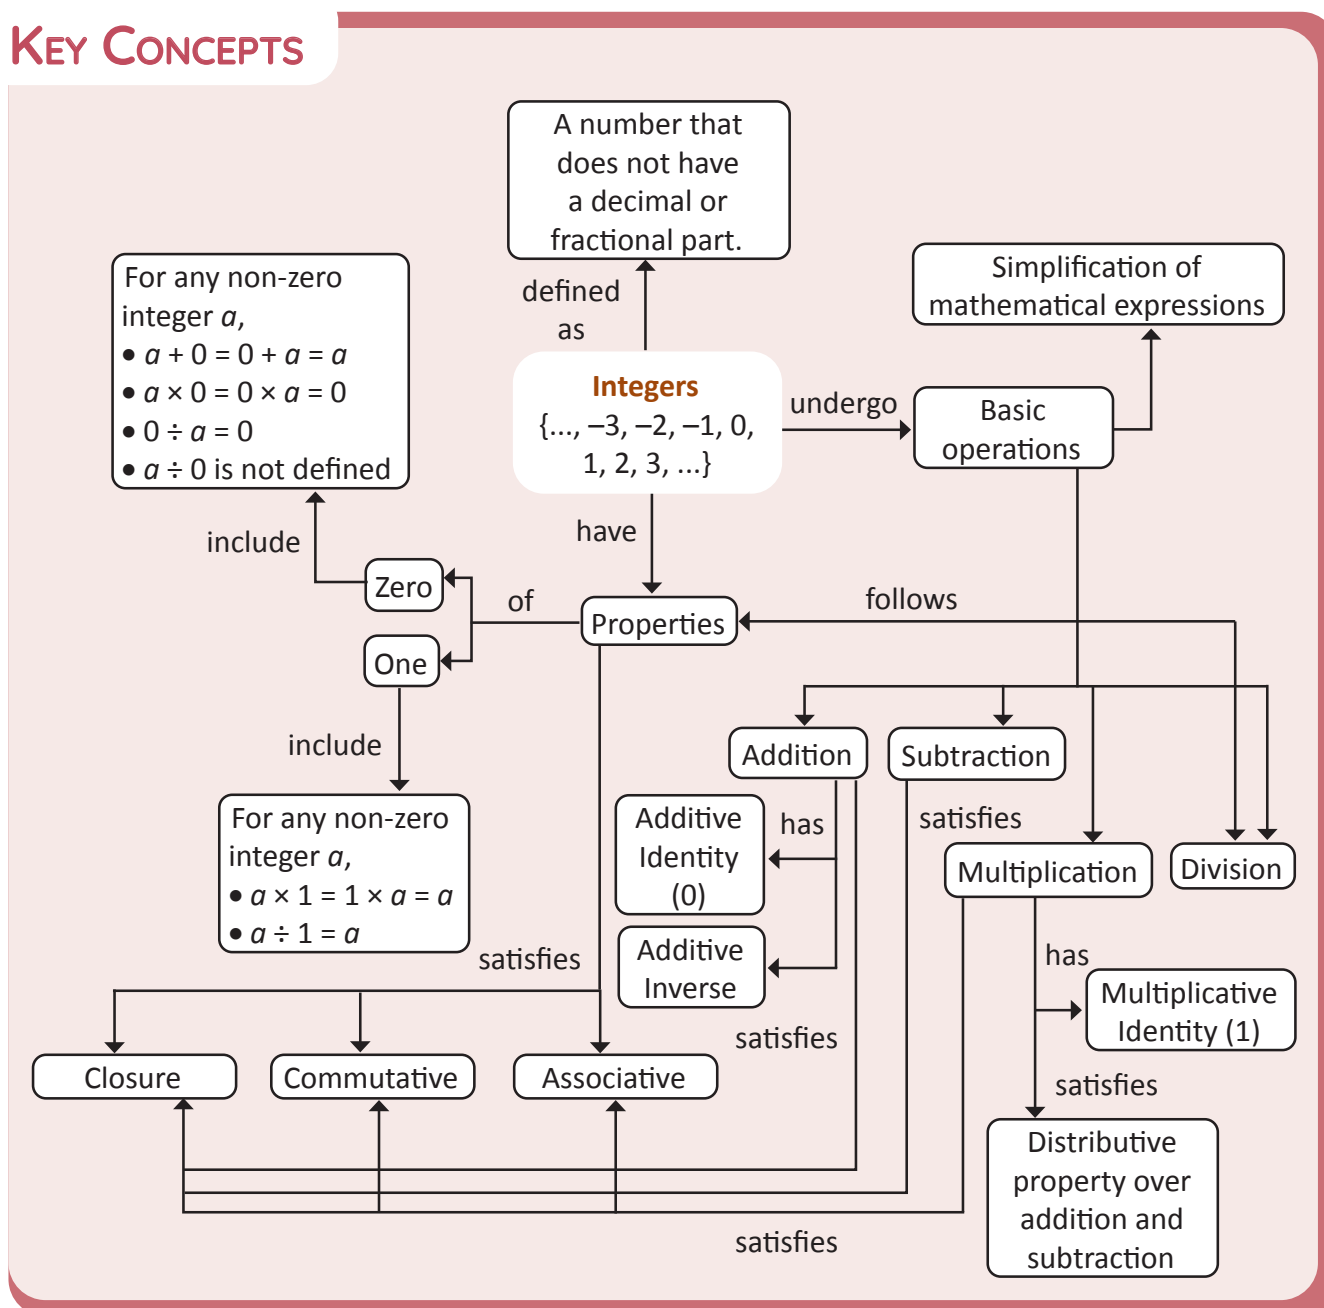 KEY CONCEPTS
A number that
does not have
a decimal or
fractional part.
defined
as
Simplification of
mathematical expressions
For any non-zero
integer a,
• a + 0 = 0 + a = a
• a × 0 = 0 × a = 0
• 0 ÷ a = 0
• a ÷ 0 is not defined
Integers
{..., –3, –2, –1, 0,
1, 2, 3, ...}
undergo
Basic
operations
include
have
Zero
of
Properties
follows
One
include
Addition
Subtraction
For any non-zero
integer a,
• a × 1 = 1 × a = a
• a ÷ 1 = a
Additive
Identity
(0)
has
satisfies
Multiplication
Division
satisfies
Additive
Inverse
has
Multiplicative
Identity (1)
satisfies
Closure
Commutative
Associative
satisfies
Distributive
property over
addition and
subtraction
satisfies